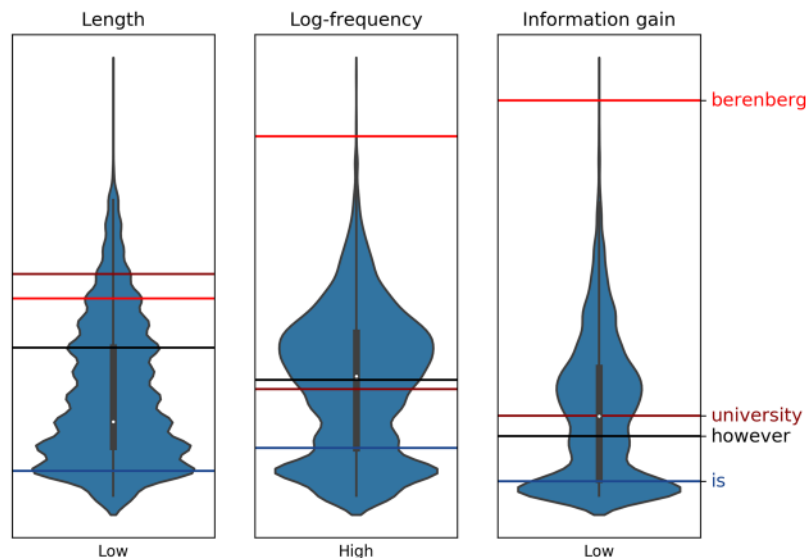 Length
Log-frequency
Information gain
berenberg
university
however
is
Low
High
Low